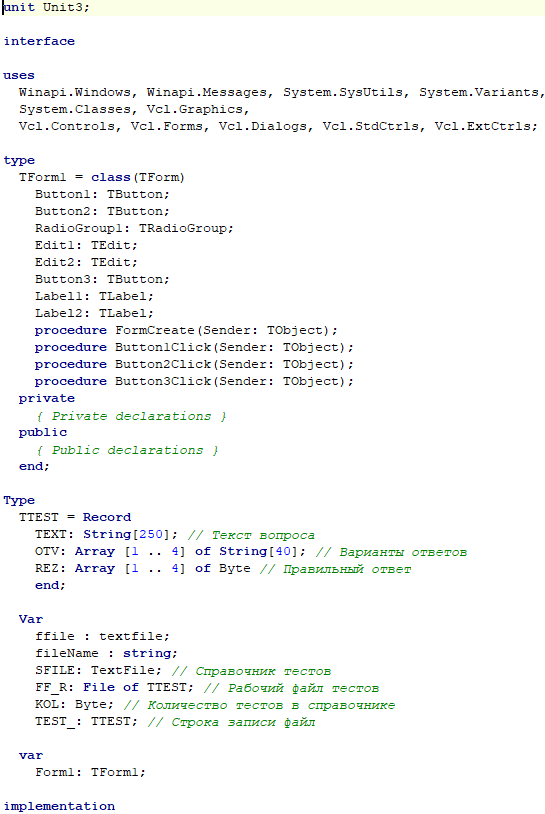 unit Unit3;
interface
uses
Winapi.Windows, Winapi.Messages, System.SysUtils, System.Variants,
System.Classes, Vcl.Graphics,
Vcl.Controls, Vcl.Forms, Vcl.Dialogs, Vcl.StdCtrls, Vcl.ExtCtrls;
type
TForm1 = class(TForm)
Button1: TButton;
Button2: TButton;
RadioGroup1: TRadioGroup;
Edit1: TEdit;
Edit2: TEdit;
Button3: TButton;
Label1: TLabel;
Label2: TLabel;
procedure FormCreate(Sender: TObject);
procedure Button1Click(Sender: TObject);
procedure Button2Click(Sender: TObject);
procedure Button3Click(Sender: TObject);
private
{ Private declarations }
public
{ Public declarations }
end;
Type
TTEST = Record
TEXT: String[250]; // Текст вопроса
OTV: Array [1 .. 4] of String[40]; // Варианты ответов
REZ: Array [1 .. 4] of Byte // Правильный ответ
end;
Var
ffile : textfile;
fileName : string;
SFILE: TextFile; // Справочник тестов
FF_R: File of TTEST; // Рабочий файл тестов
KOL: Byte; // Количество тестов в справочнике
TEST_: TTEST; // Строка записи файл
var
Form1: TForm1;
implementation